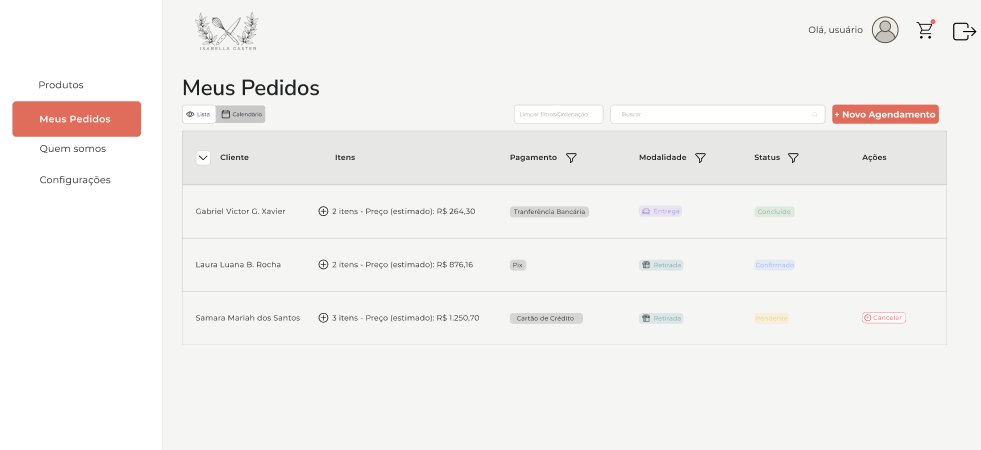 ISABELLA CASTER
Olá, usuário
Produtos
Meus Pedidos
Quem somos
Configurações
Meus Pedidos
Lista Calendário Limpar filtros/Ordenação Buscar + Novo Agendamento
Cliente Itens Pagamento Modalidade Status Ações
Gabriel Victor G. Xavier 2 itens - Preço (estimado): R$ 264,30 Tranferência Bancária Entrega Concluído
Laura Luana B. Rocha 2 itens - Preço (estimado): R$ 876,16 Pix Retirada Confirmado
Samara Mariah dos Santos 3 itens - Preço (estimado): R$ 1.250,70 Cartão de Crédito Retirada Pendente Cancelar